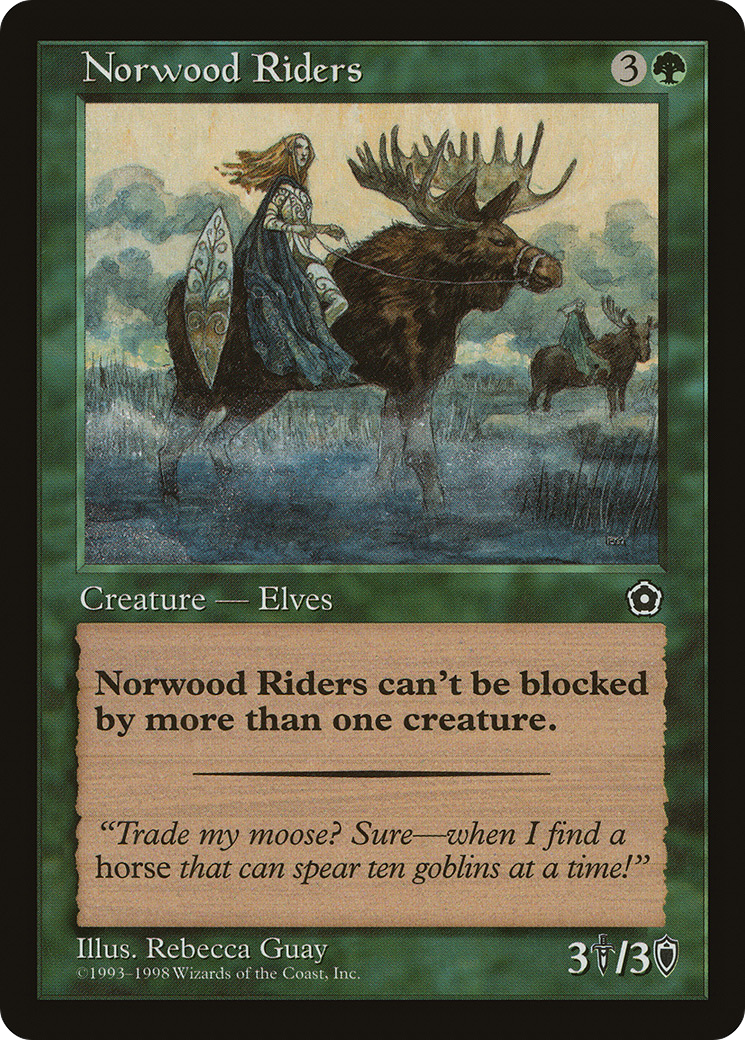 Norwood Riders 3
Creature — Elves
Norwood Riders can't be blocked
by more than one creature.
"Trade my moose? Sure—when I find a
horse that can spear ten goblins at a time!"
Illus. Rebecca Guay
©1993–1998 Wizards of the Coast, Inc.
3/3